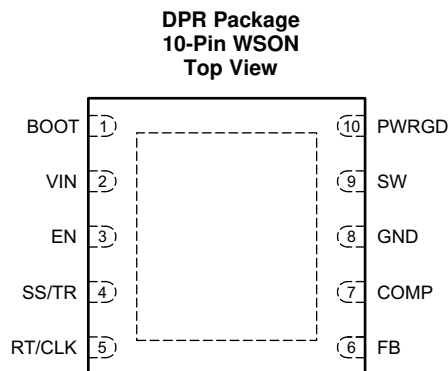 DPR Package
10-Pin WSON
Top View
BOOT 1 10 PWRGD
VIN 2 9 SW
EN 3 8 GND
SS/TR 4 7 COMP
RT/CLK 5 6 FB